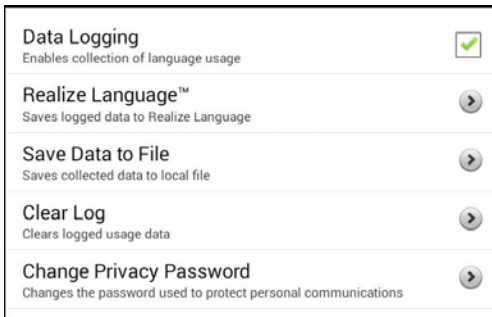 Data Logging
Enables collection of language usage
Realize Language™
Saves logged data to Realize Language
Save Data to File
Saves collected data to local file
Clear Log
Clears logged usage data
Change Privacy Password
Changes the password used to protect personal communications